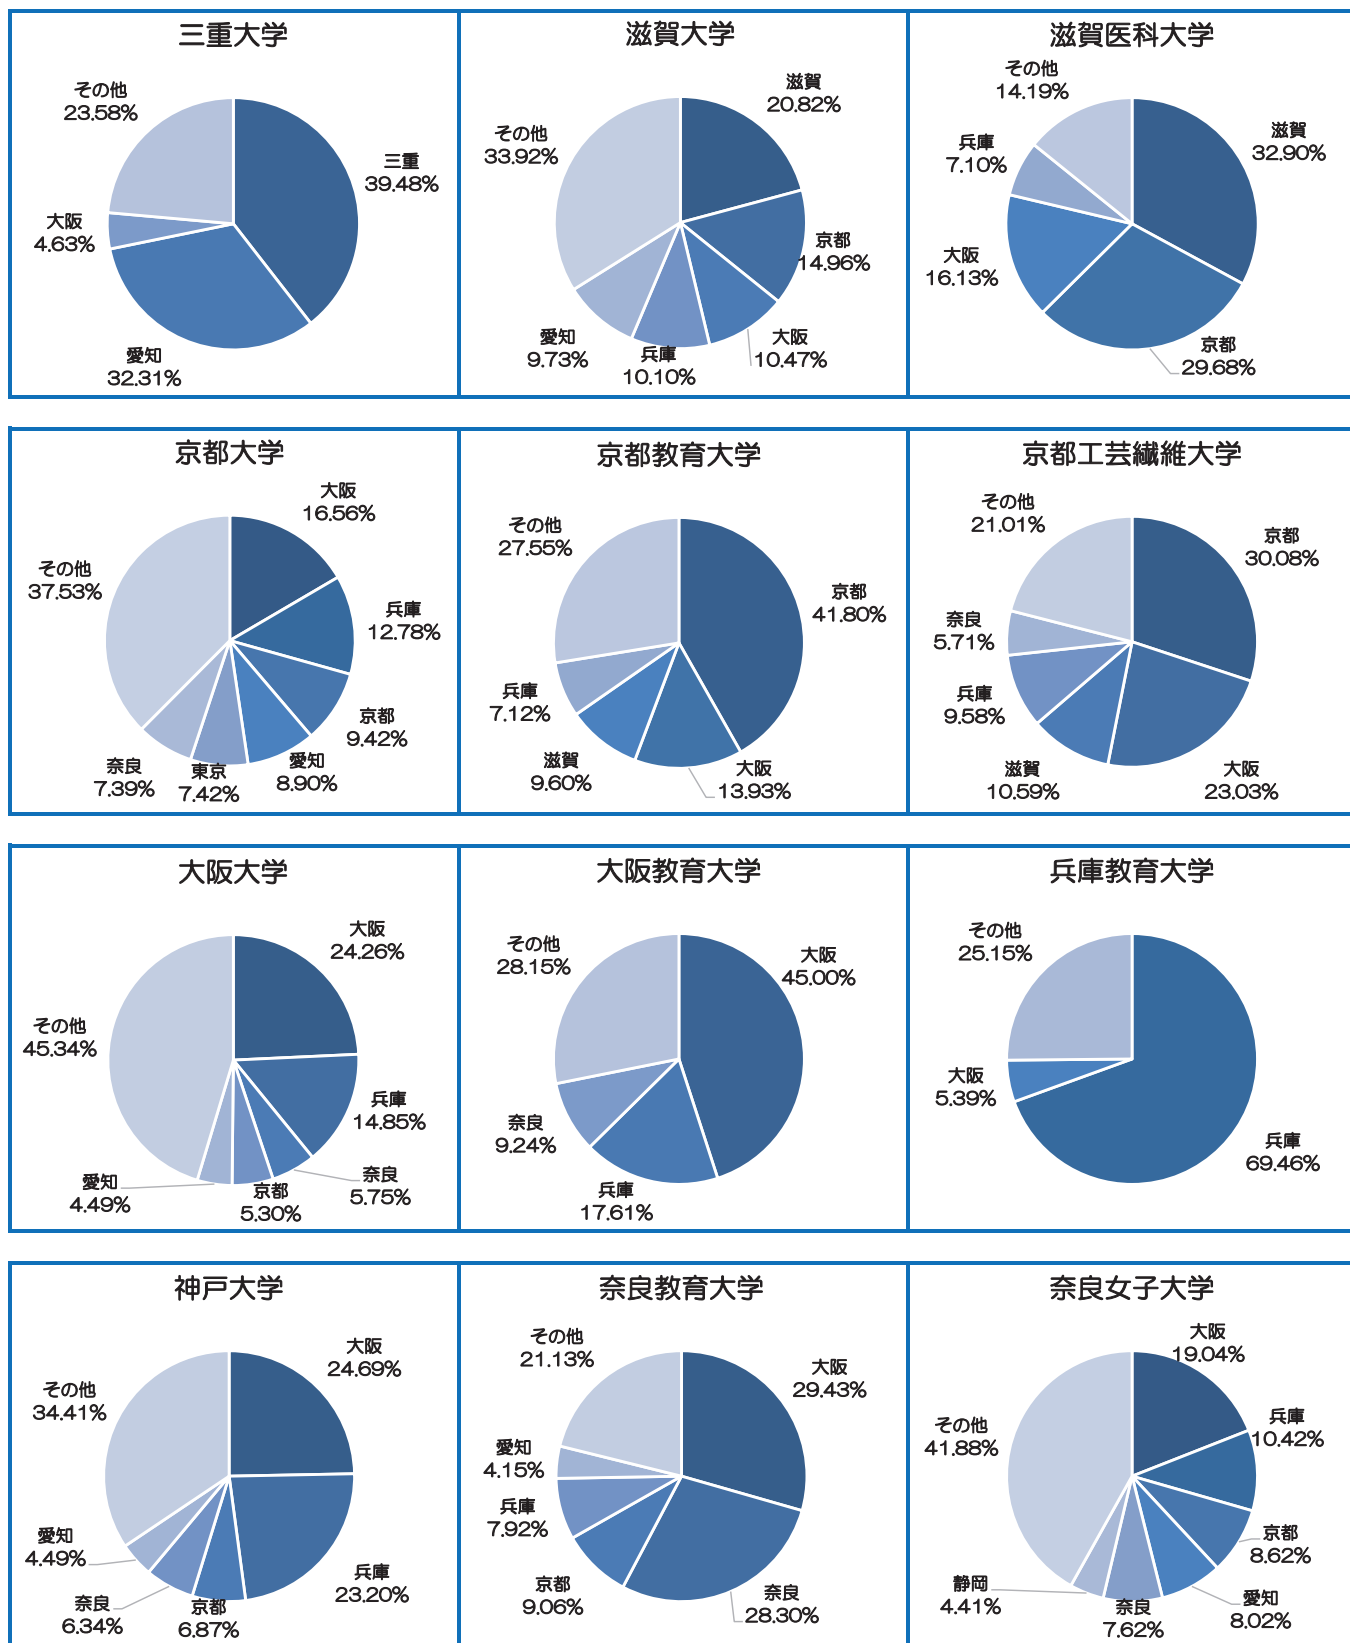 三重大学
その他
23.58%
三重
39.48%
大阪
4.63%
愛知
32.31%
滋賀大学
滋賀
20.82%
その他
33.92%
京都
14.96%
愛知
9.73%
兵庫
10.10%
大阪
10.47%
滋賀医科大学
その他
14.19%
兵庫
7.10%
滋賀
32.90%
大阪
16.13%
京都
29.68%
京都大学
大阪
16.56%
その他
37.53%
兵庫
12.78%
京都
9.42%
奈良
7.39%
東京
7.42%
愛知
8.90%
京都教育大学
その他
27.55%
京都
41.80%
兵庫
7.12%
滋賀
9.60%
大阪
13.93%
京都工芸繊維大学
その他
21.01%
京都
30.08%
奈良
5.71%
兵庫
9.58%
滋賀
10.59%
大阪
23.03%
大阪大学
大阪
24.26%
その他
45.34%
兵庫
14.85%
愛知
4.49%
京都
5.30%
奈良
5.75%
大阪教育大学
その他
28.15%
大阪
45.00%
奈良
9.24%
兵庫
17.61%
兵庫教育大学
その他
25.15%
大阪
5.39%
兵庫
69.46%
神戸大学
大阪
24.69%
その他
34.41%
愛知
4.49%
奈良
6.34%
京都
6.87%
兵庫
23.20%
奈良教育大学
その他
21.13%
大阪
29.43%
愛知
4.15%
兵庫
7.92%
京都
9.06%
奈良
28.30%
奈良女子大学
大阪
19.04%
その他
41.88%
兵庫
10.42%
京都
8.62%
静岡
4.41%
奈良
7.62%
愛知
8.02%